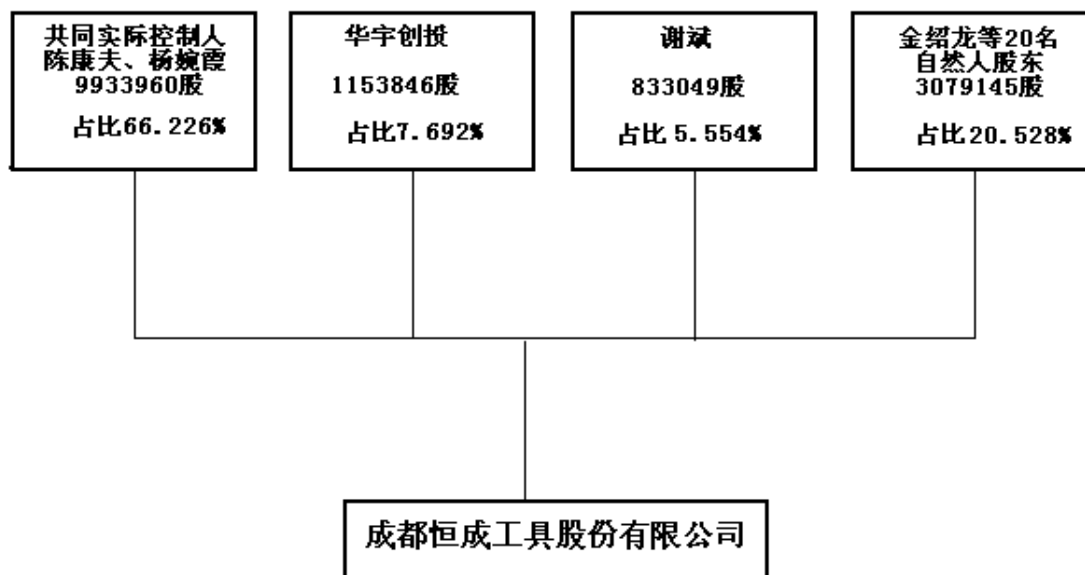 共同实际控制人
陈康夫、杨婉霞
9933960股
占比66.226%
华宇创投
1153846股
占比7.692%
谢斌
833049股
占比 5.554%
金绍龙等20名
自然人股东
3079145股
占比20.528%
成都恒成工具股份有限公司